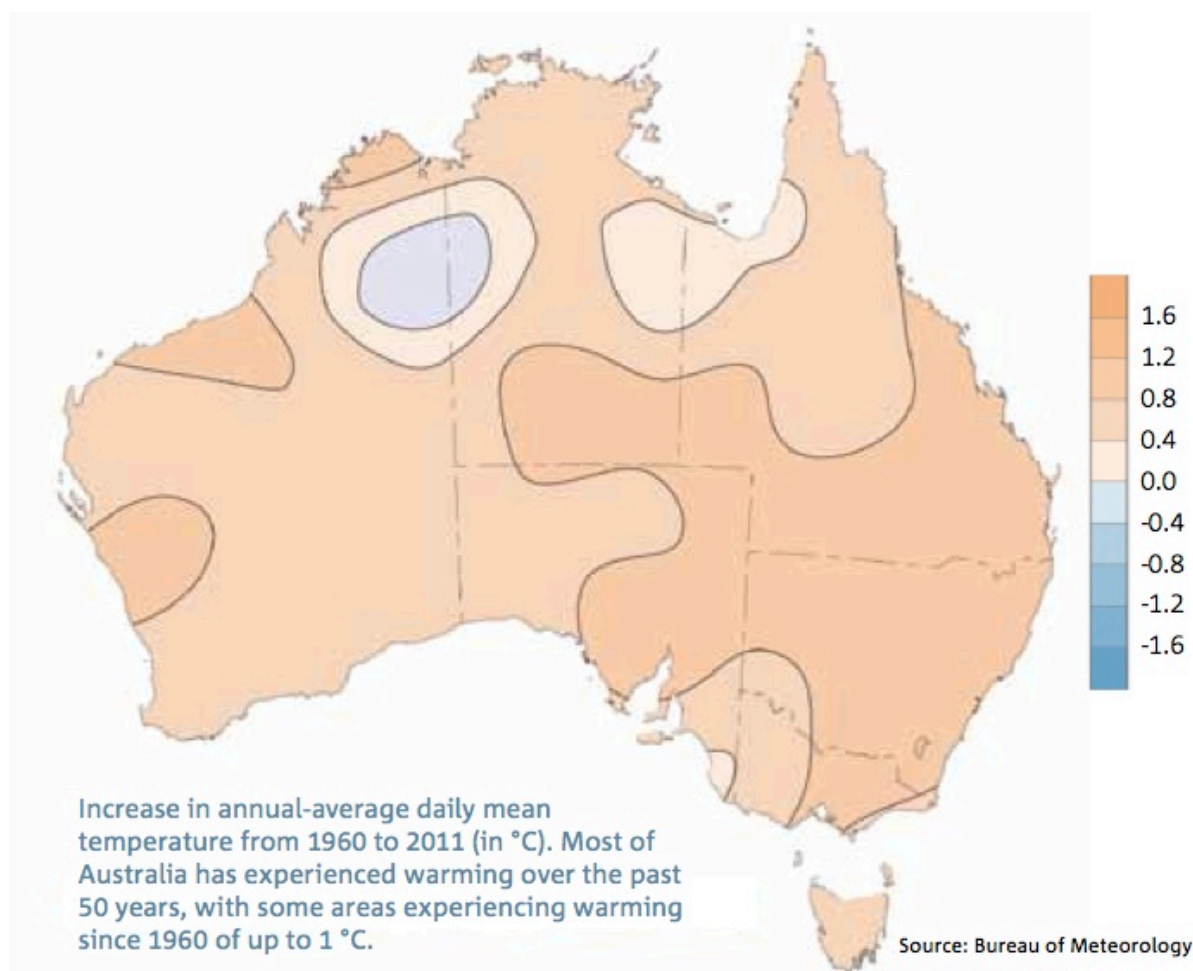 1.6
1.2
0.8
0.4
0.0
-0.4
-0.8
-1.2
-1.6
Increase in annual-average daily mean
temperature from 1960 to 2011 (in °C). Most of
Australia has experienced warming over the past
50 years, with some areas experiencing warming
since 1960 of up to 1 °C.
Source: Bureau of Meteorology